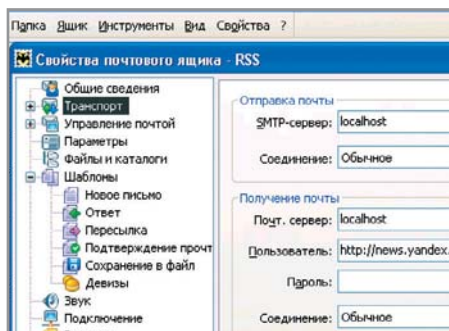 Папка Ящик Инструменты Вид Свойства ?
Свойства почтового ящика - RSS
Общие сведения
Транспорт
Управление почтой
Параметры
Файлы и каталоги
Шаблоны
Новое письмо
Ответ
Пересылка
Подтверждение прочт
Сохранение в файл
Девизы
Звук
Подключение
Отправка почты
SMTP-сервер: localhost
Соединение: Обычное
Получение почты
Почт. сервер: localhost
Пользователь: http://news.yandex.
Пароль:
Соединение: Обычное